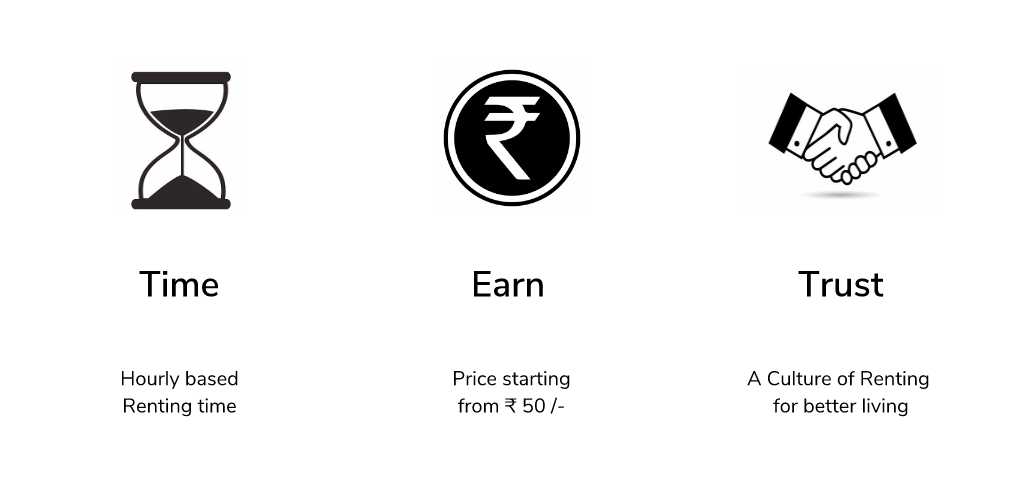 Time
Earn
Trust
Hourly based
Renting time
Price starting
from ₹ 50 /-
A Culture of Renting
for better living